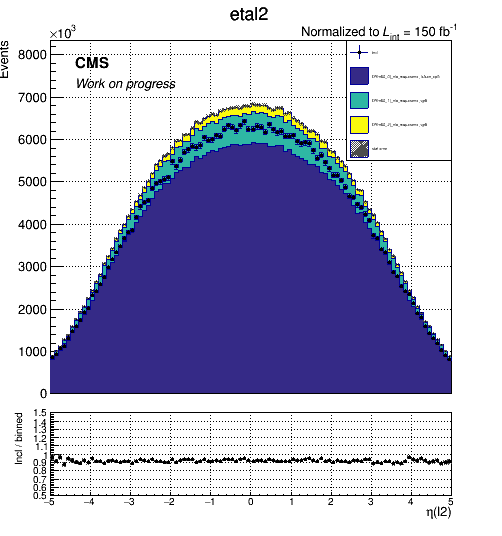 etal2
×10³
Normalized to L_int = 150 fb⁻¹
Events
CMS
Work on progress
8000
7000
6000
5000
4000
3000
2000
1000
0
Incl / binned
1.5
1.4
1.3
1.2
1.1
1
0.9
0.8
0.7
0.6
0.5
−5 −4 −3 −2 −1 0 1 2 3 4 5
η(l2)